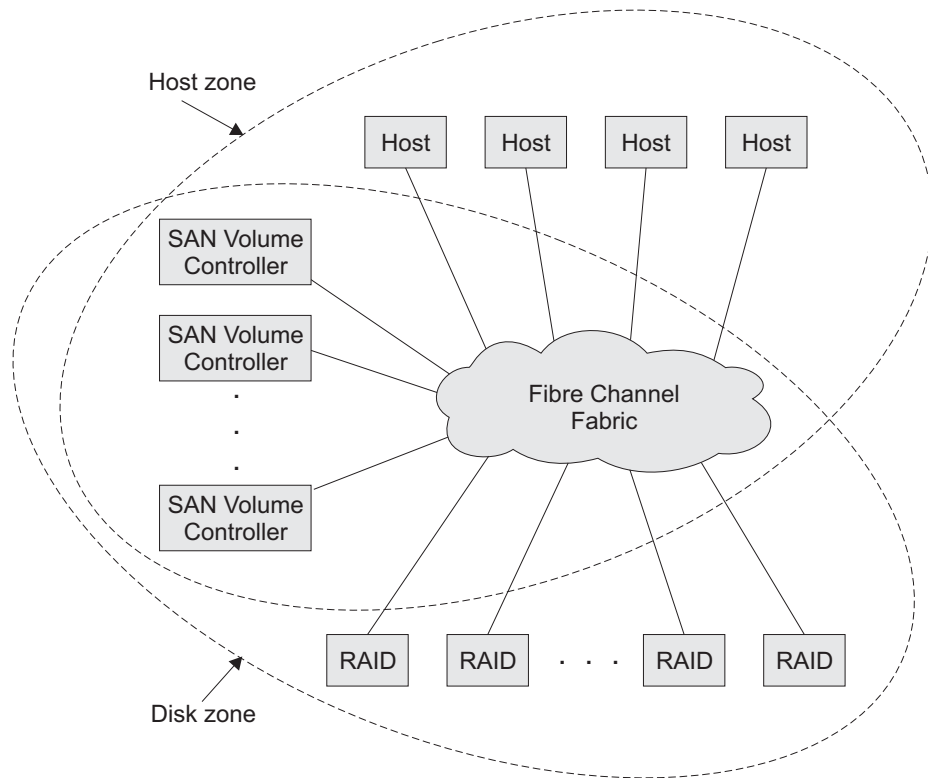 Host zone
Host
Host
Host
Host
SAN Volume
Controller
SAN Volume
Controller
.
.
.
SAN Volume
Controller
Fibre Channel
Fabric
RAID
RAID
. . .
RAID
RAID
Disk zone